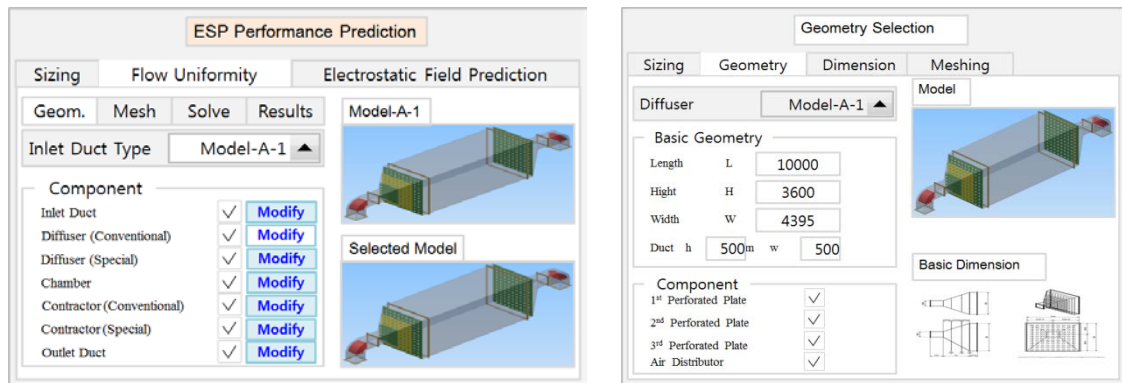 ESP Performance Prediction
Sizing Flow Uniformity Electrostatic Field Prediction
Geom. Mesh Solve Results
Inlet Duct Type Model-A-1
Component
Inlet Duct Modify
Diffuser (Conventional) Modify
Diffuser (Special) Modify
Chamber Modify
Contractor (Conventional) Modify
Contractor (Special) Modify
Outlet Duct Modify
Model-A-1
Selected Model
Geometry Selection
Sizing Geometry Dimension Meshing
Diffuser Model-A-1
Basic Geometry
Length L 10000
Hight H 3600
Width W 4395
Duct h 500m w 500
Component
1st Perforated Plate
2nd Perforated Plate
3rd Perforated Plate
Air Distributor
Model
Basic Dimension